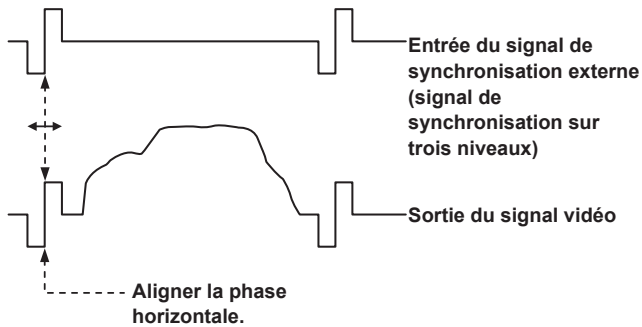 Entrée du signal de
synchronisation externe
(signal de
synchronisation sur
trois niveaux)
Sortie du signal vidéo
Aligner la phase
horizontale.